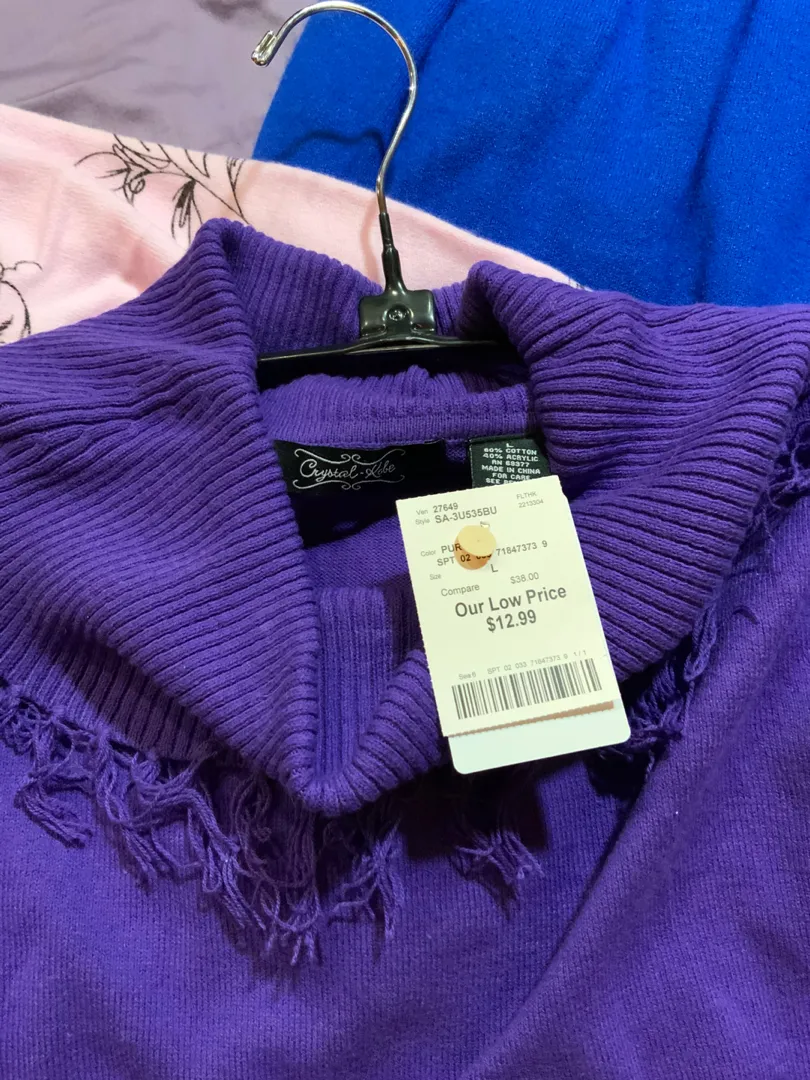 Crystal-Kobe
L
60% COTTON
40% ACRYLIC
RN 68377
MADE IN CHINA
FOR CARE
SEE
Ven 27649
FLTHK
2213304
Style SA-3U535BU
Color PUR
SPT 02 71847373 9
Size L
Compare $38.00
Our Low Price
$12.99
SPT 02 033 71847373 9 1/1